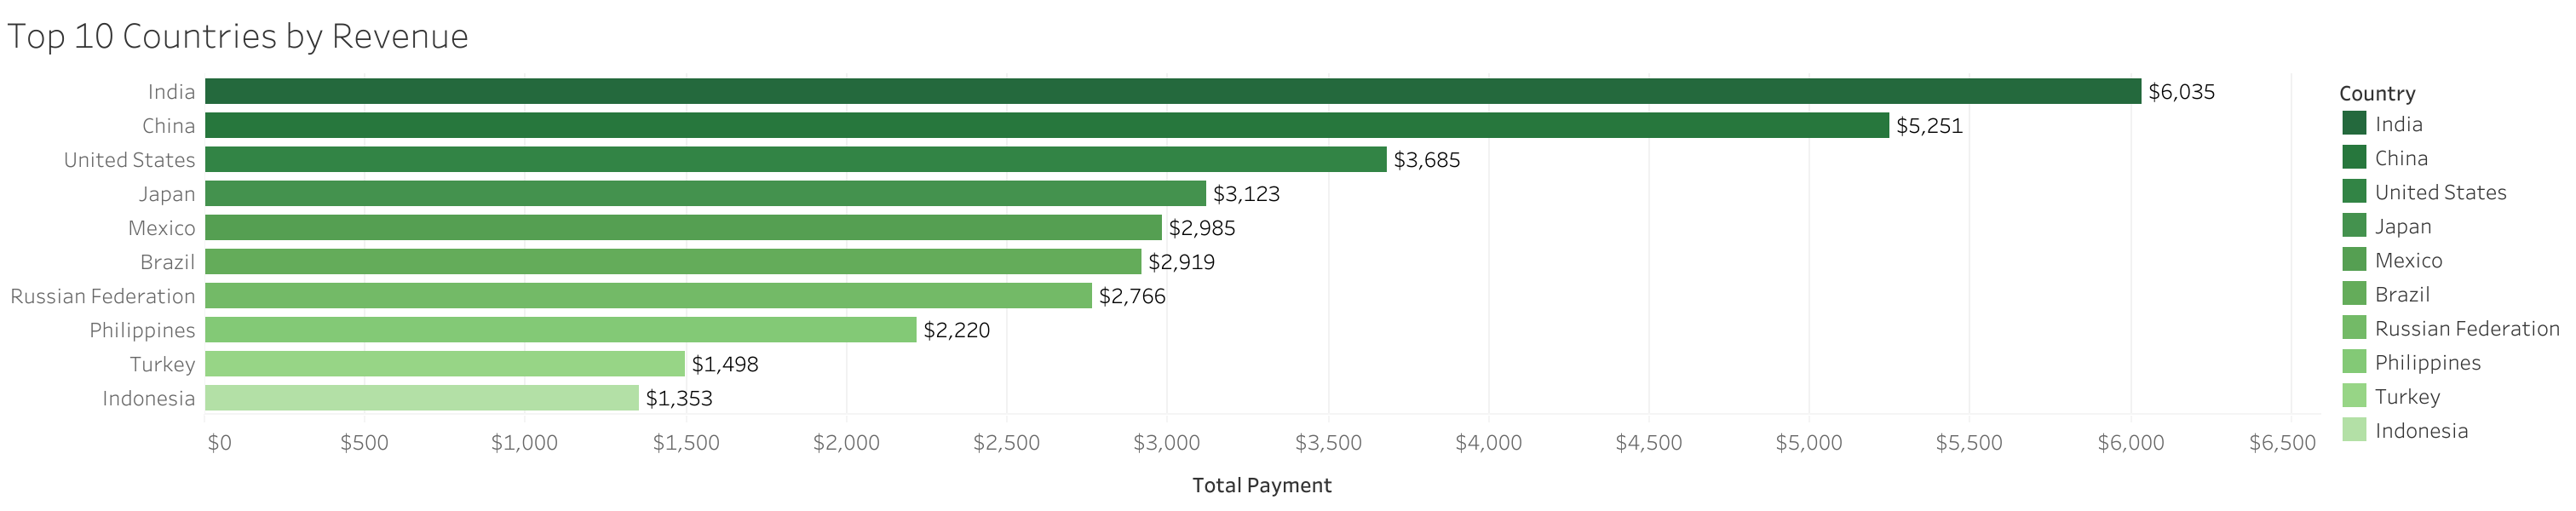 Top 10 Countries by Revenue
India $6,035
China $5,251
United States $3,685
Japan $3,123
Mexico $2,985
Brazil $2,919
Russian Federation $2,766
Philippines $2,220
Turkey $1,498
Indonesia $1,353
$0 $500 $1,000 $1,500 $2,000 $2,500 $3,000 $3,500 $4,000 $4,500 $5,000 $5,500 $6,000 $6,500
Total Payment
Country
India
China
United States
Japan
Mexico
Brazil
Russian Federation
Philippines
Turkey
Indonesia